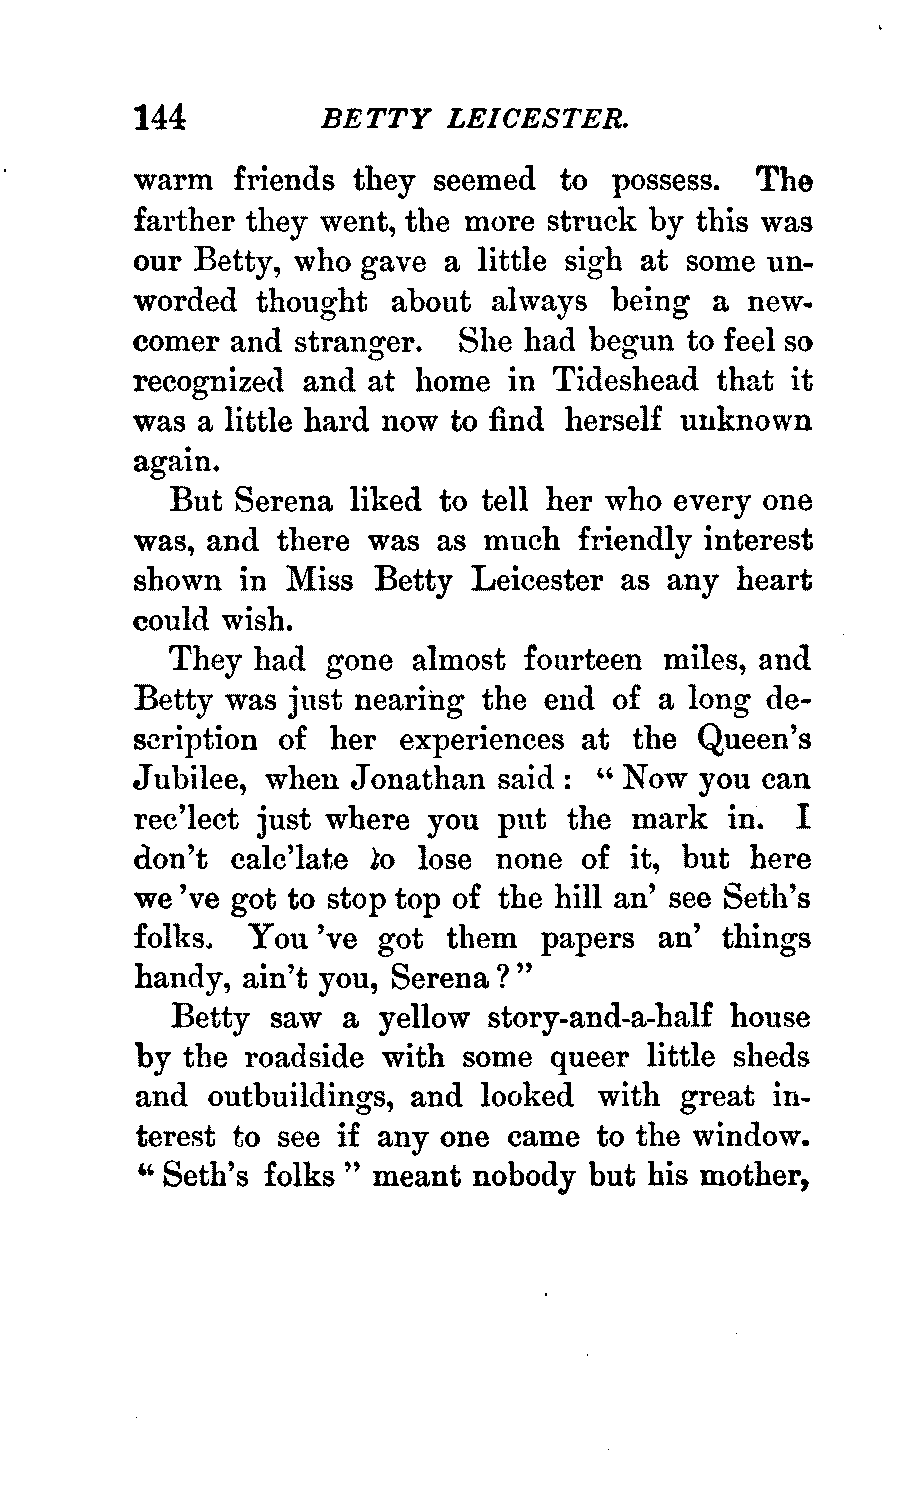 144 BETTY LEICESTER.
warm friends they seemed to possess. The
farther they went, the more struck by this was
our Betty, who gave a little sigh at some un-
worded thought about always being a new-
comer and stranger. She had begun to feel so
recognized and at home in Tideshead that it
was a little hard now to find herself unknown
again.
But Serena liked to tell her who every one
was, and there was as much friendly interest
shown in Miss Betty Leicester as any heart
could wish.
They had gone almost fourteen miles, and
Betty was just nearing the end of a long de-
scription of her experiences at the Queen's
Jubilee, when Jonathan said: "Now you can
rec'lect just where you put the mark in. I
don't calc'late to lose none of it, but here
we 've got to stop top of the hill an' see Seth's
folks. You 've got them papers an' things
handy, ain't you, Serena?"
Betty saw a yellow story-and-a-half house
by the roadside with some queer little sheds
and outbuildings, and looked with great in-
terest to see if any one came to the window.
"Seth's folks" meant nobody but his mother,